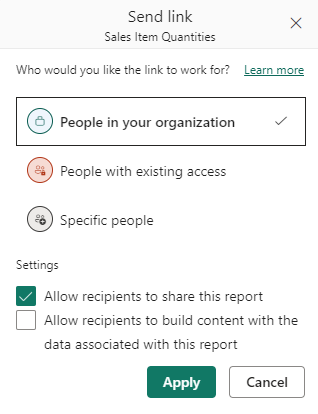 Send link
Sales Item Quantities
Who would you like the link to work for? Learn more
People in your organization
People with existing access
Specific people
Settings
Allow recipients to share this report
Allow recipients to build content with the
data associated with this report
Apply Cancel